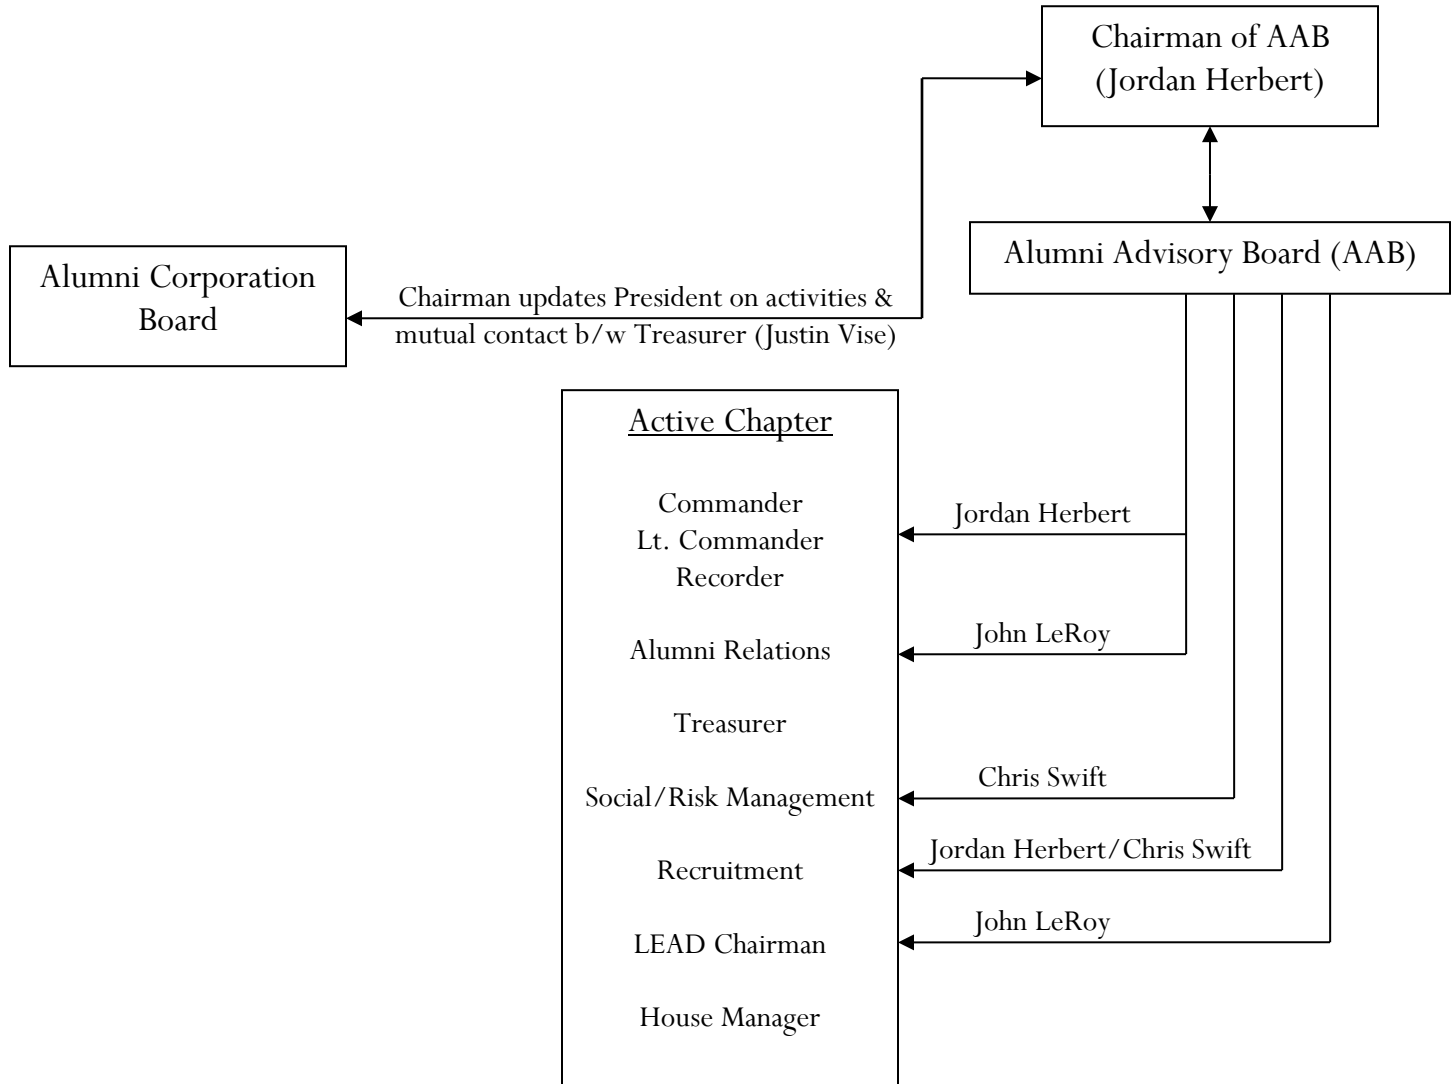 Chairman of AAB
(Jordan Herbert)
Alumni Advisory Board (AAB)
Alumni Corporation
Board
Chairman updates President on activities &
mutual contact b/w Treasurer (Justin Vise)
Active Chapter
Commander
Lt. Commander
Recorder
Jordan Herbert
Alumni Relations
John LeRoy
Treasurer
Social/Risk Management
Chris Swift
Recruitment
Jordan Herbert/Chris Swift
LEAD Chairman
John LeRoy
House Manager